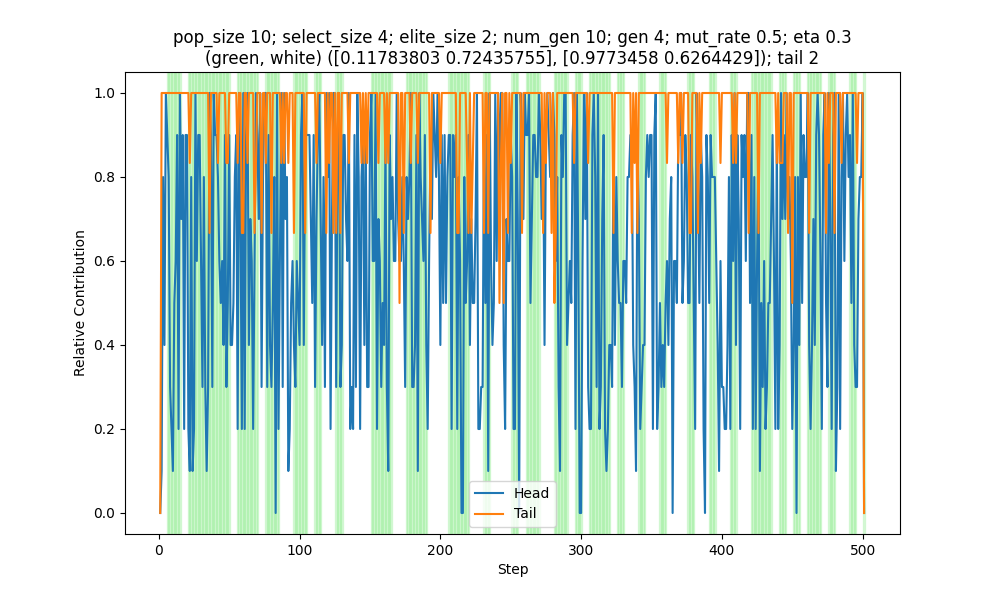 pop_size 10; select_size 4; elite_size 2; num_gen 10; gen 4; mut_rate 0.5; eta 0.3
(green, white) ([0.11783803 0.72435755], [0.9773458 0.6264429]); tail 2
1.0
0.8
0.6
0.4
0.2
0.0
Relative Contribution
Head
Tail
0
100
200
300
400
500
Step